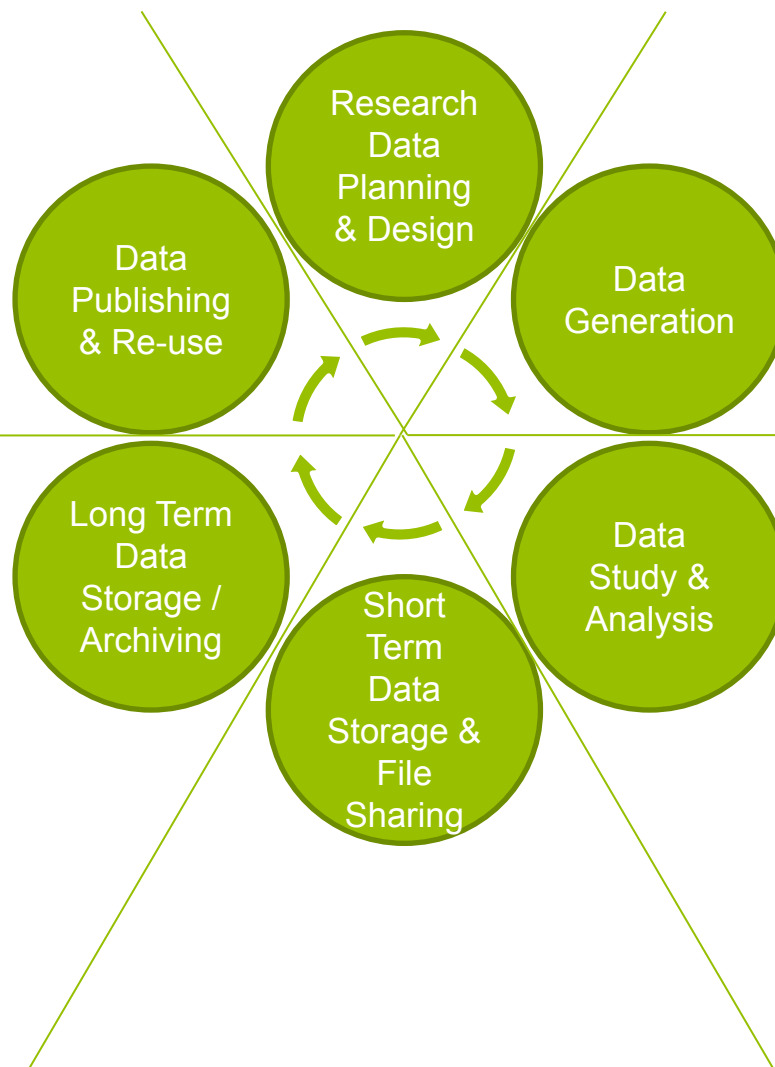 Research
Data
Planning
& Design
Data
Generation
Data
Study &
Analysis
Short
Term
Data
Storage &
File
Sharing
Long Term
Data
Storage /
Archiving
Data
Publishing
& Re-use